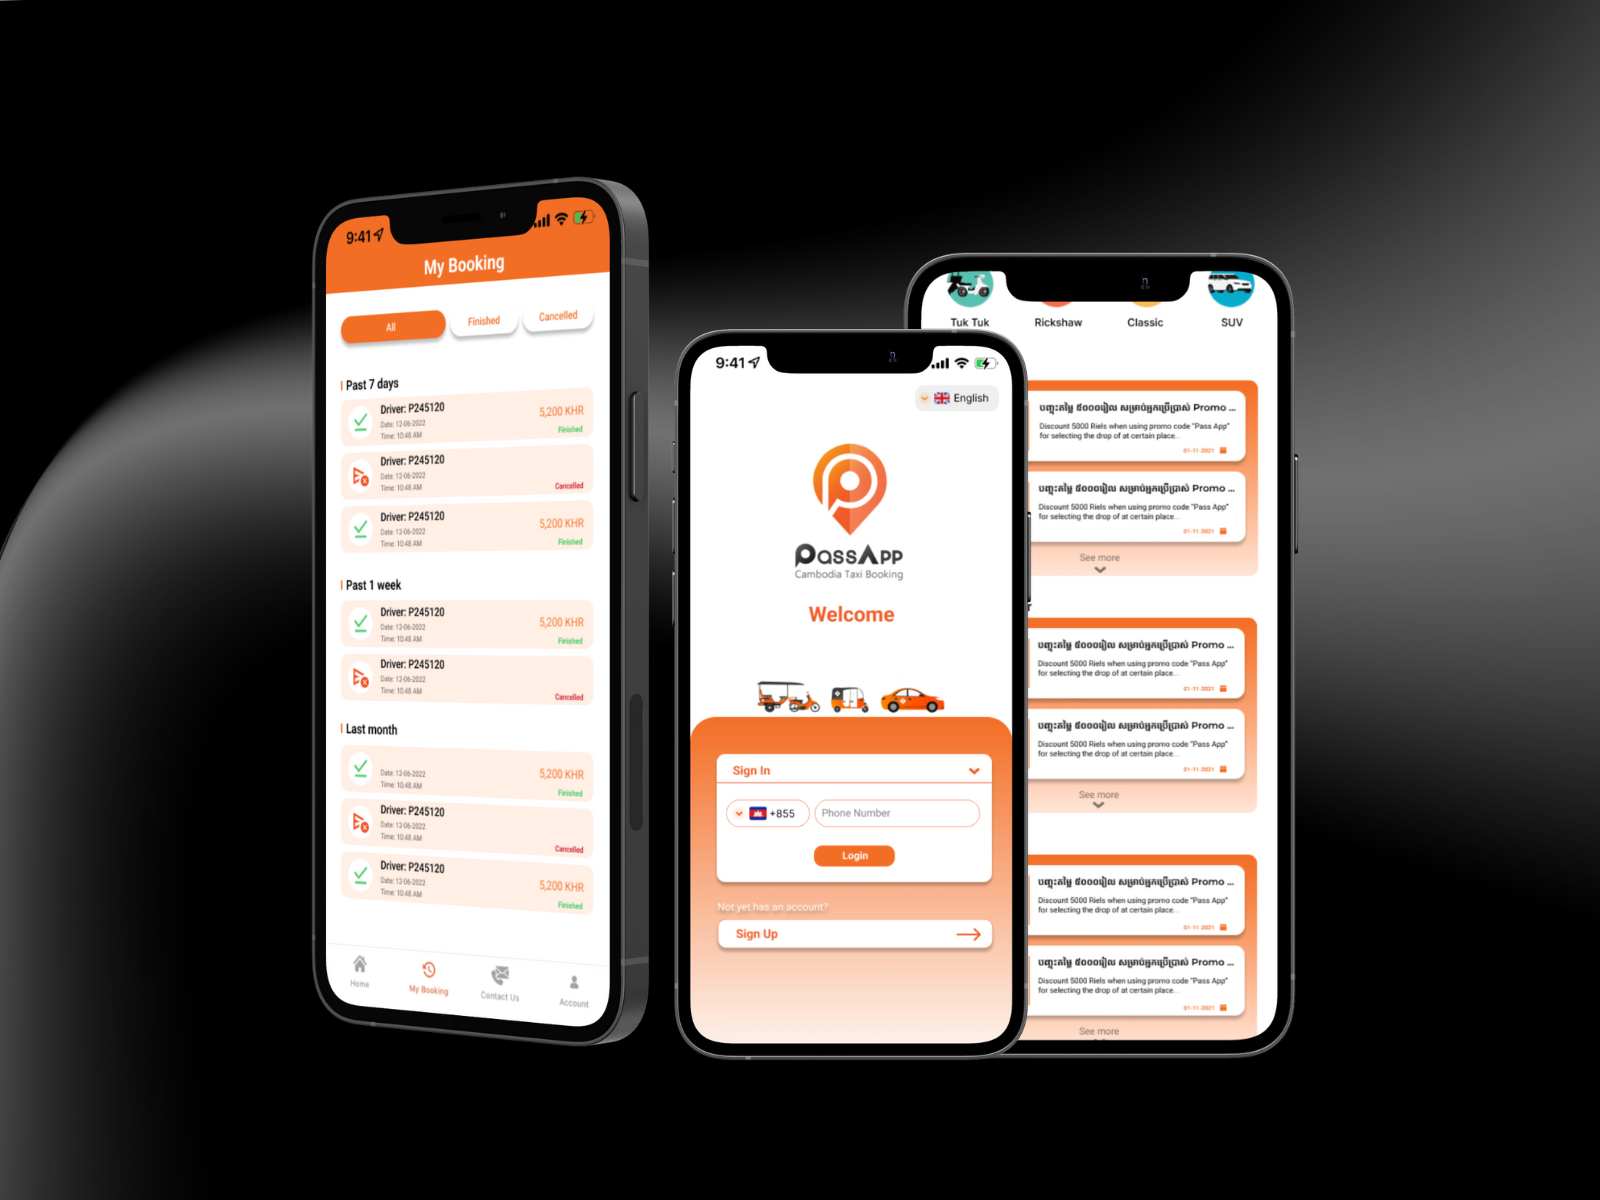 9:41
My Booking
All
Finished
Cancelled
Past 7 days
Driver: P245120
Date: 12-06-2022
Time: 10:48 AM
5,200 KHR
Finished
Driver: P245120
Date: 12-06-2022
Time: 10:48 AM
Cancelled
Driver: P245120
Date: 12-06-2022
Time: 10:48 AM
5,200 KHR
Finished
Past 1 week
Driver: P245120
Date: 12-06-2022
Time: 10:48 AM
5,200 KHR
Finished
Driver: P245120
Date: 12-06-2022
Time: 10:48 AM
Cancelled
Last month
Date: 12-06-2022
Time: 10:48 AM
5,200 KHR
Finished
Driver: P245120
Date: 12-06-2022
Time: 10:48 AM
Cancelled
Driver: P245120
Date: 12-06-2022
Time: 10:48 AM
5,200 KHR
Finished
Home
My Booking
Contact Us
Account
9:41
English
PassApp
Cambodia Taxi Booking
Welcome
Sign In
+855
Phone Number
Login
Not yet has an account?
Sign Up
Tuk Tuk
Rickshaw
Classic
SUV
បញ្ចុះតម្លៃ ៥០០០រៀល សម្រាប់អ្នកប្រើប្រាស់ Promo ...
Discount 5000 Riels when using promo code "Pass App"
for selecting the drop of at certain place...
01-11-2021
បញ្ចុះតម្លៃ ៥០០០រៀល សម្រាប់អ្នកប្រើប្រាស់ Promo ...
Discount 5000 Riels when using promo code "Pass App"
for selecting the drop of at certain place...
01-11-2021
See more
បញ្ចុះតម្លៃ ៥០០០រៀល សម្រាប់អ្នកប្រើប្រាស់ Promo ...
Discount 5000 Riels when using promo code "Pass App"
for selecting the drop of at certain place...
01-11-2021
បញ្ចុះតម្លៃ ៥០០០រៀល សម្រាប់អ្នកប្រើប្រាស់ Promo ...
Discount 5000 Riels when using promo code "Pass App"
for selecting the drop of at certain place...
01-11-2021
See more
បញ្ចុះតម្លៃ ៥០០០រៀល សម្រាប់អ្នកប្រើប្រាស់ Promo ...
Discount 5000 Riels when using promo code "Pass App"
for selecting the drop of at certain place...
01-11-2021
បញ្ចុះតម្លៃ ៥០០០រៀល សម្រាប់អ្នកប្រើប្រាស់ Promo ...
Discount 5000 Riels when using promo code "Pass App"
for selecting the drop of at certain place...
01-11-2021
See more